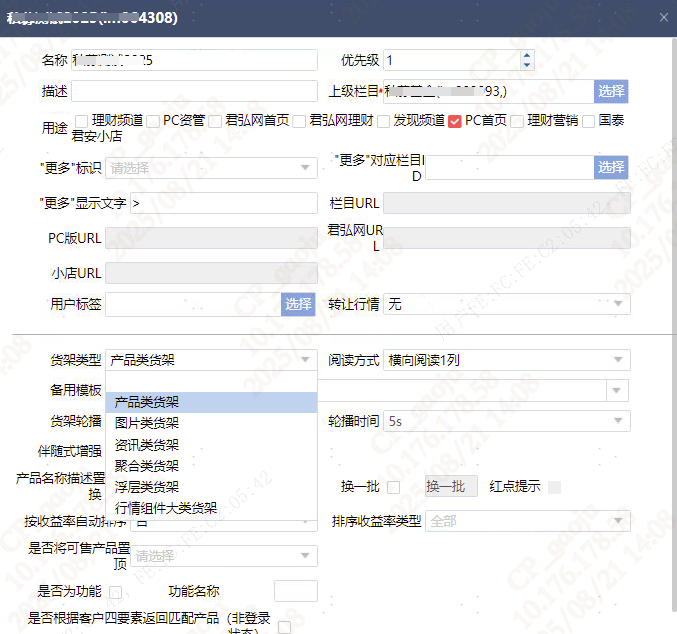 名称 2025 优先级 1
描述 上级栏目* 选择
用途 理财频道 PC资管 君弘网首页 君弘网理财 发现频道 PC首页 理财营销 国泰
君安小店
"更多"标识 请选择 "更多"对应栏目I
D 选择
"更多"显示文字 > 栏目URL
PC版URL 君弘网UR
L
小店URL
用户标签 选择 转让行情 无
货架类型 产品类货架 阅读方式 横向阅读1列
备用模板
产品类货架
货架轮播 图片类货架 轮播时间 5s
伴随式增强 资讯类货架
聚合类货架
产品名称描述置
换 浮层类货架 换一批 换一批 红点提示
行情组件大类货架
按收益率自动排序 否 排序收益率类型 全部
是否将可售产品置
顶 请选择
是否为功能 功能名称
是否根据客户四要素返回匹配产品（非登录
状态）